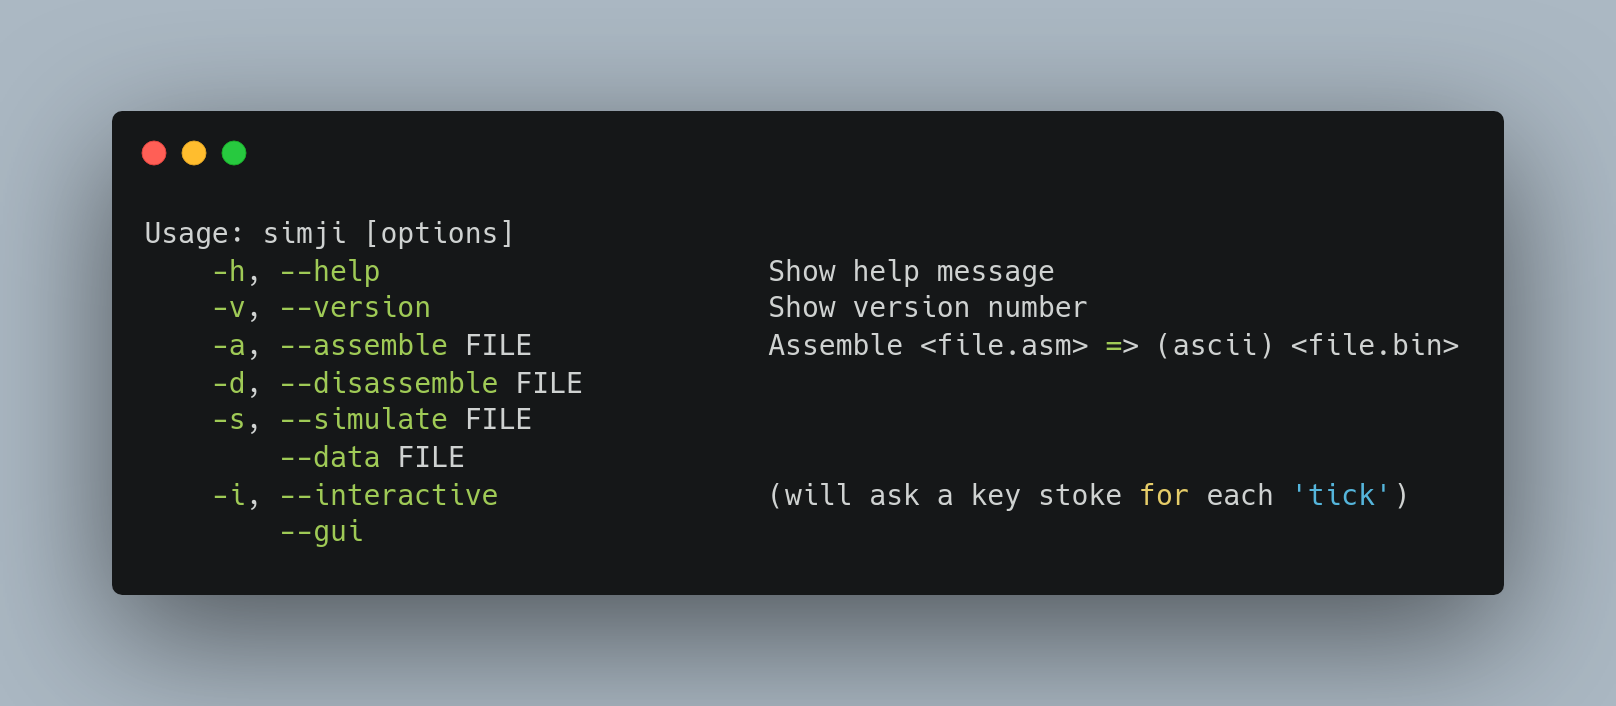 Usage: simji [options]
    -h, --help                       Show help message
    -v, --version                    Show version number
    -a, --assemble FILE              Assemble <file.asm> => (ascii) <file.bin>
    -d, --disassemble FILE
    -s, --simulate FILE
        --data FILE
    -i, --interactive                (will ask a key stoke for each 'tick')
        --gui